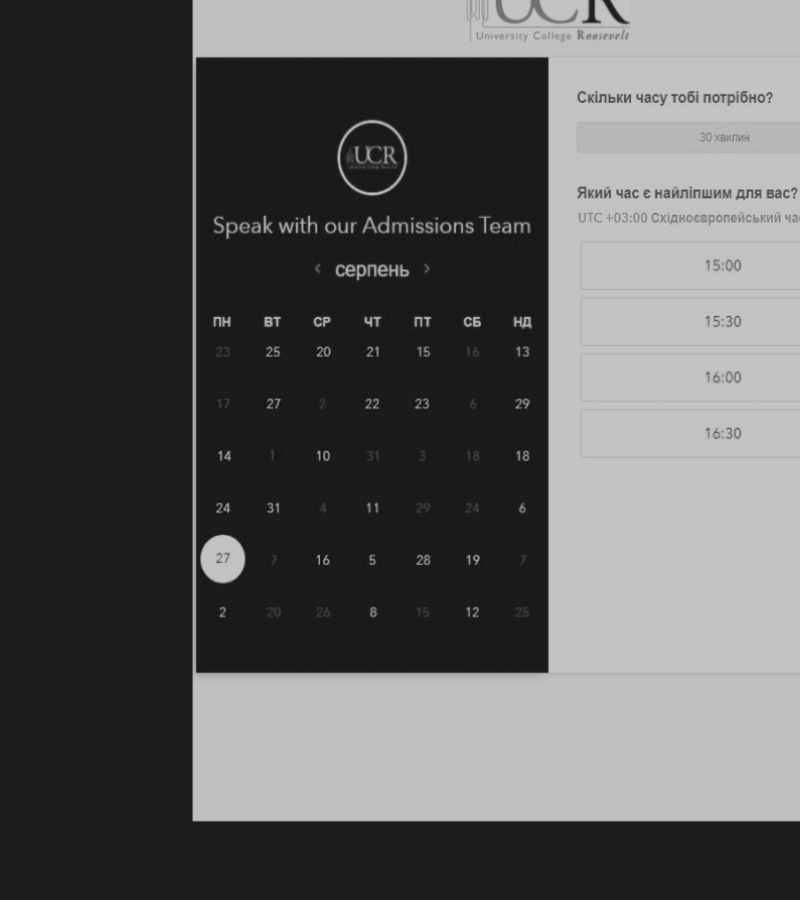 UCR
University College Roosevelt
UCR
Speak with our Admissions Team
< серпень >
ПН ВТ СР ЧТ ПТ СБ НД
23 25 20 21 15 16 13
17 27 2 22 23 6 29
14 1 10 31 3 18 18
24 31 4 11 29 24 6
27 7 16 5 28 19 7
2 20 26 8 15 12 25
Скільки часу тобі потрібно?
30 хвилин
Який час є найліпшим для вас?
UTC +03:00 Східноєвропейський ча
15:00
15:30
16:00
16:30